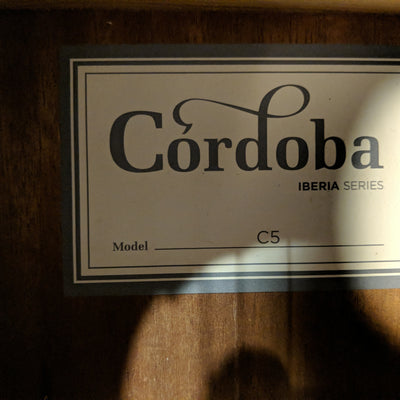 Córdoba
IBERIA SERIES
Model C5